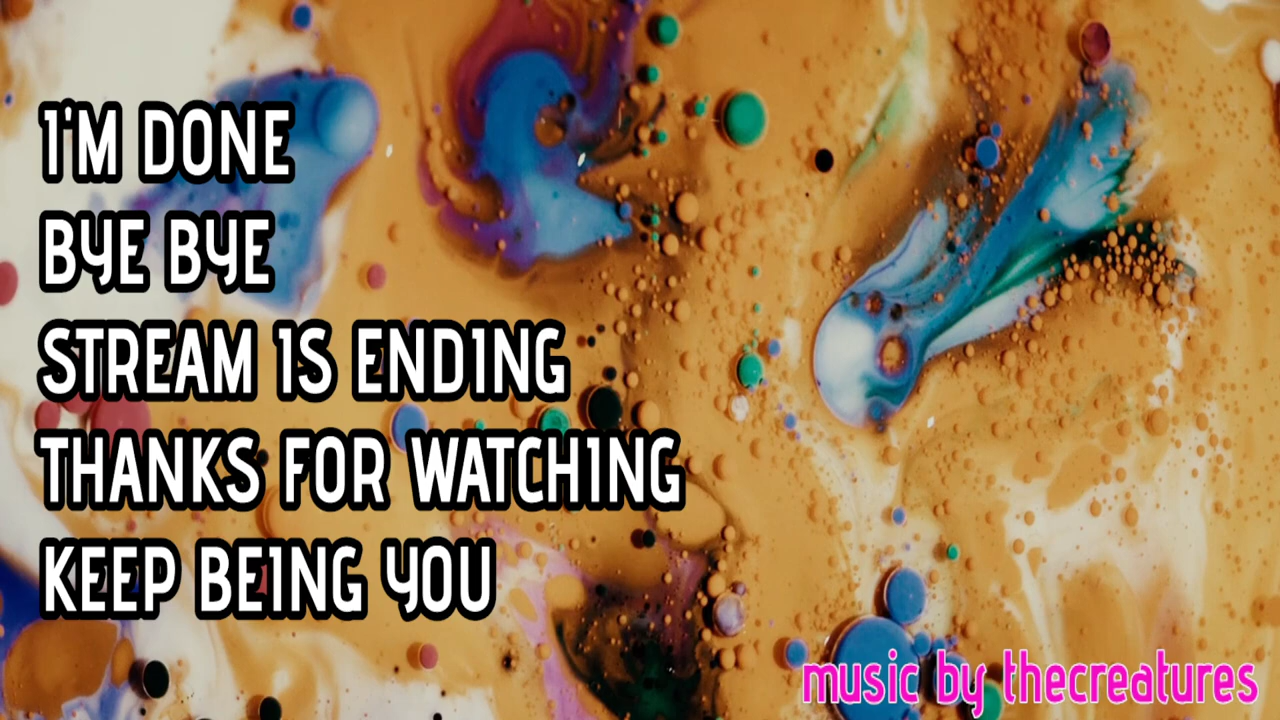 I'M DONE
BYE BYE
STREAM IS ENDING
THANKS FOR WATCHING
KEEP BEING YOU
music by thecreatures